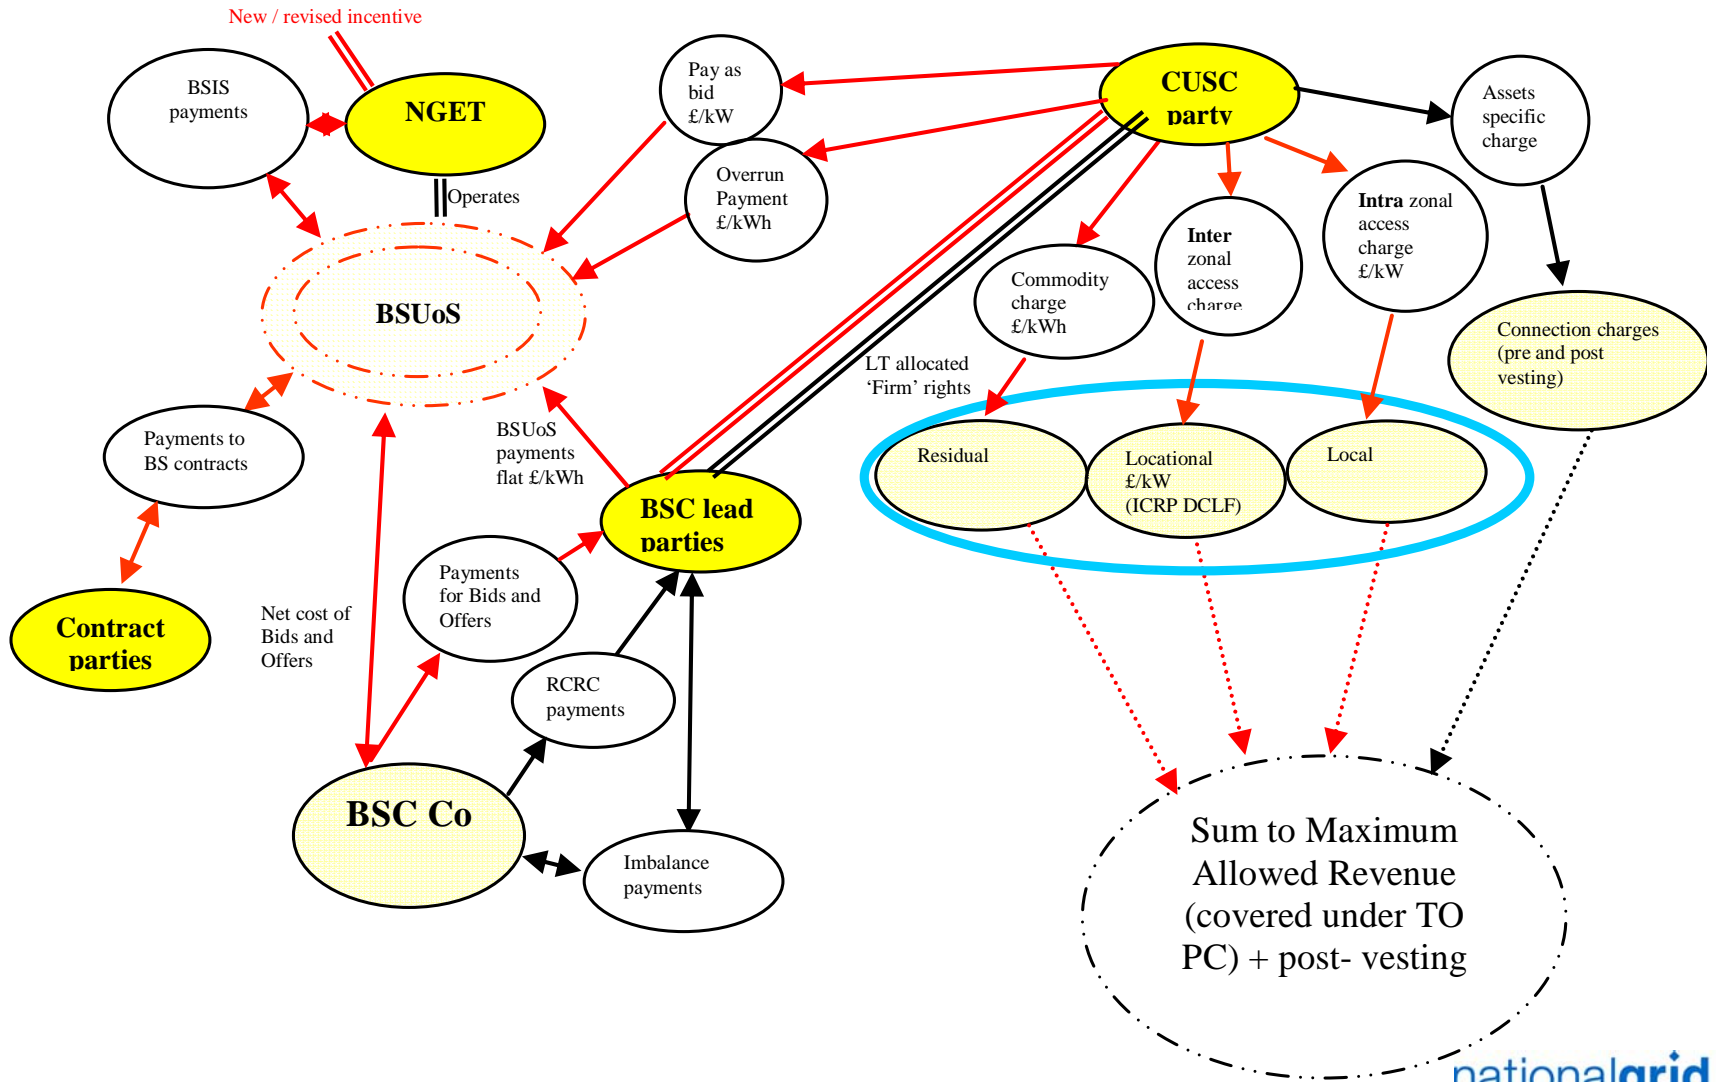 New / revised incentive
BSIS
payments
NGET
Operates
Pay as
bid
£/kW
Overrun
Payment
£/kWh
CUSC
party
Assets
specific
charge
Intra zonal
access
charge
£/kW
Inter
zonal
access
charge
Commodity
charge
£/kWh
Connection charges
(pre and post
vesting)
BSUoS
LT allocated
‘Firm’ rights
Payments to
BS contracts
BSUoS
payments
flat £/kWh
Residual
Locational
£/kW
(ICRP DCLF)
Local
BSC lead
parties
Payments
for Bids and
Offers
Contract
parties
Net cost of
Bids and
Offers
RCRC
payments
BSC Co
Imbalance
payments
Sum to Maximum
Allowed Revenue
(covered under TO
PC) + post- vesting
nationalgrid